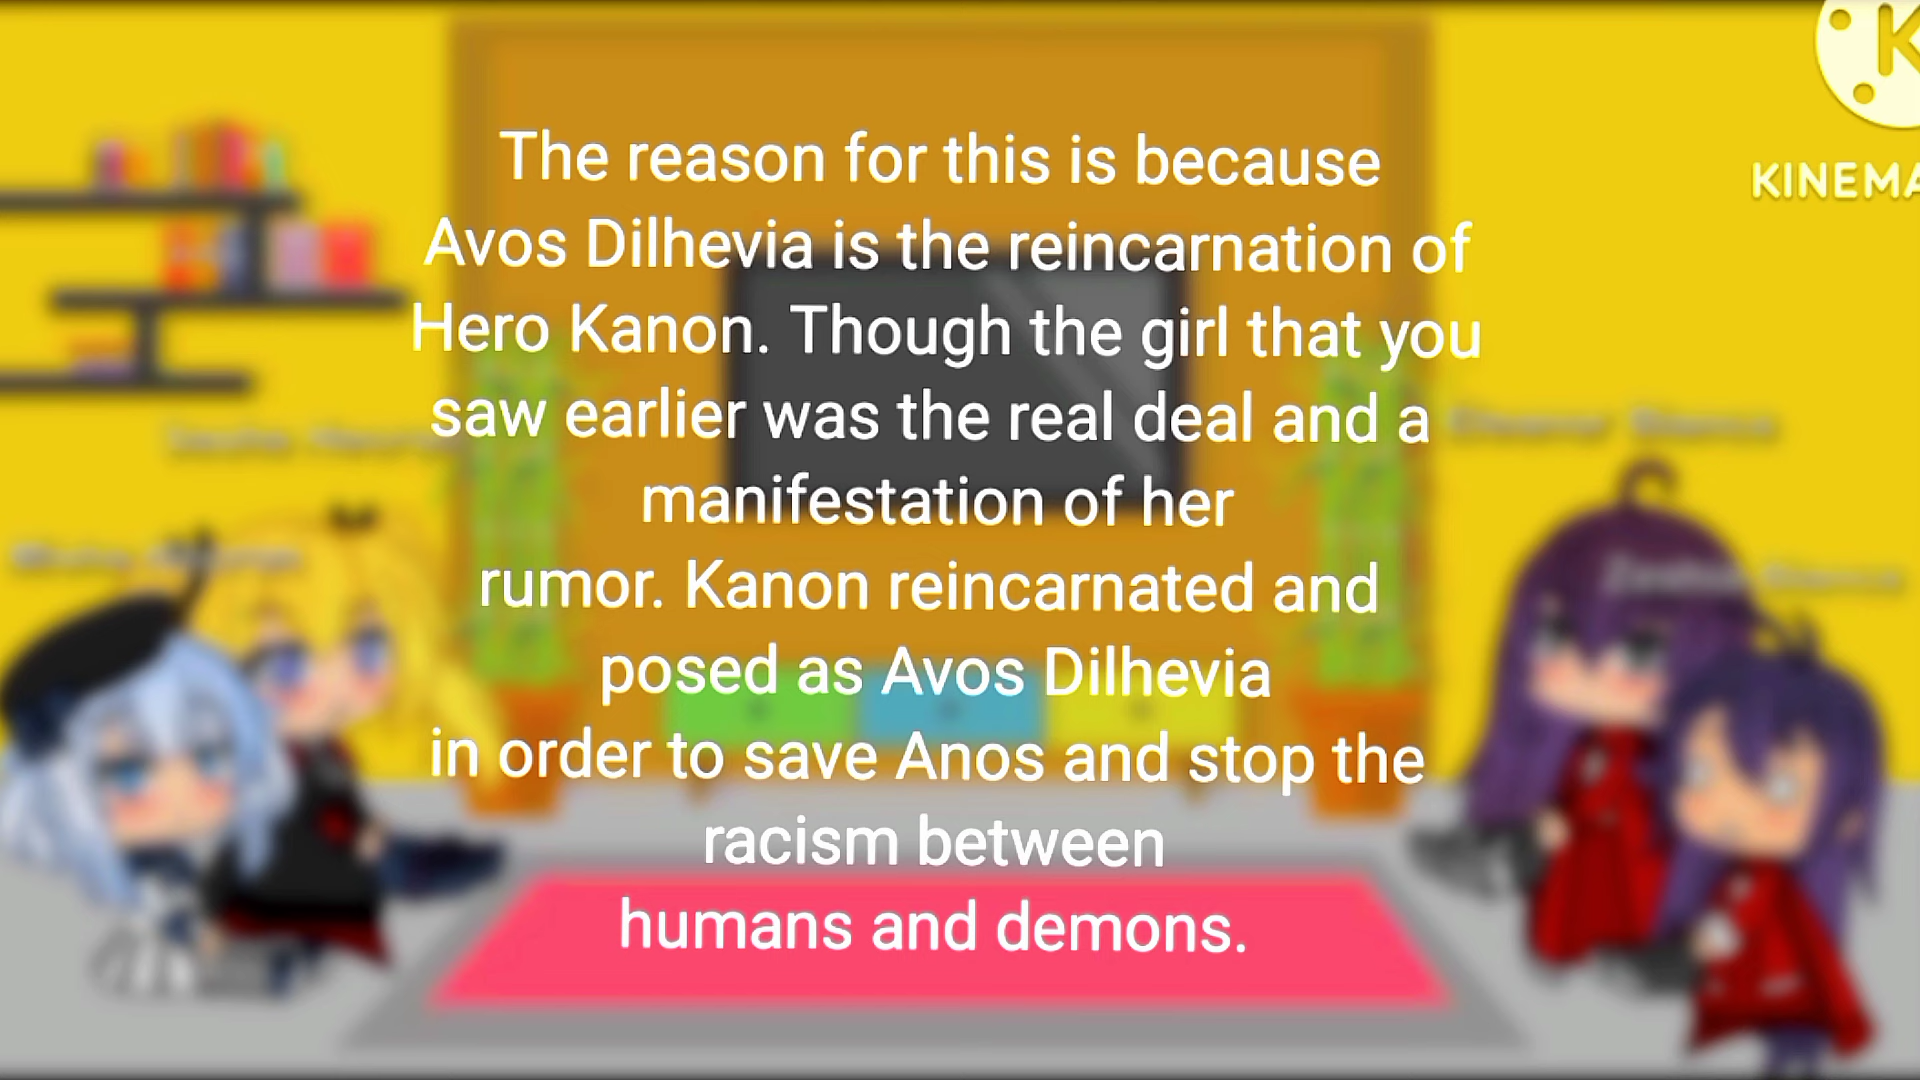 The reason for this is because
Avos Dilhevia is the reincarnation of
Hero Kanon. Though the girl that you
saw earlier was the real deal and a
manifestation of her
rumor. Kanon reincarnated and
posed as Avos Dilhevia
in order to save Anos and stop the
racism between
humans and demons.
K
KINEMA